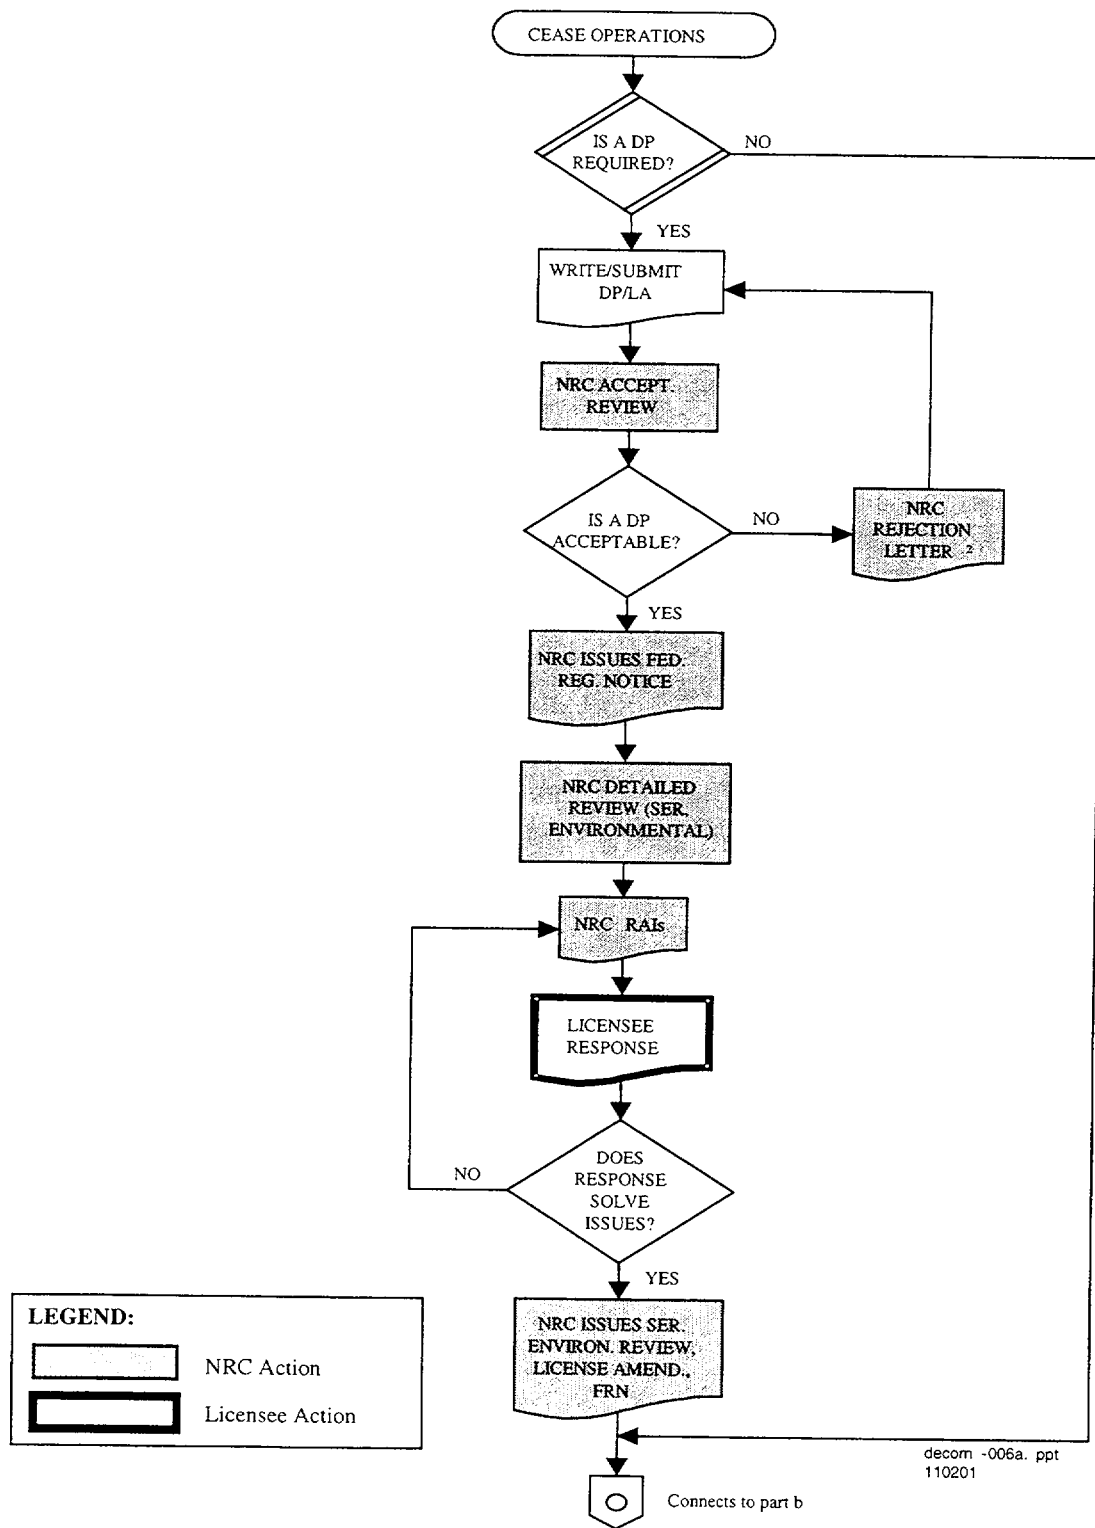 CEASE OPERATIONS
IS A DP
REQUIRED?
NO
YES
WRITE/SUBMIT
DP/LA
NRC ACCEPT.
REVIEW
IS A DP
ACCEPTABLE?
NO
NRC
REJECTION
LETTER 2
YES
NRC ISSUES FED.
REG. NOTICE
NRC DETAILED
REVIEW (SER,
ENVIRONMENTAL)
NRC RAIs
LICENSEE
RESPONSE
DOES
RESPONSE
SOLVE
ISSUES?
NO
YES
NRC ISSUES SER.
ENVIRON. REVIEW,
LICENSE AMEND.,
FRN
LEGEND:
NRC Action
Licensee Action
decom -006a. ppt
110201
Connects to part b